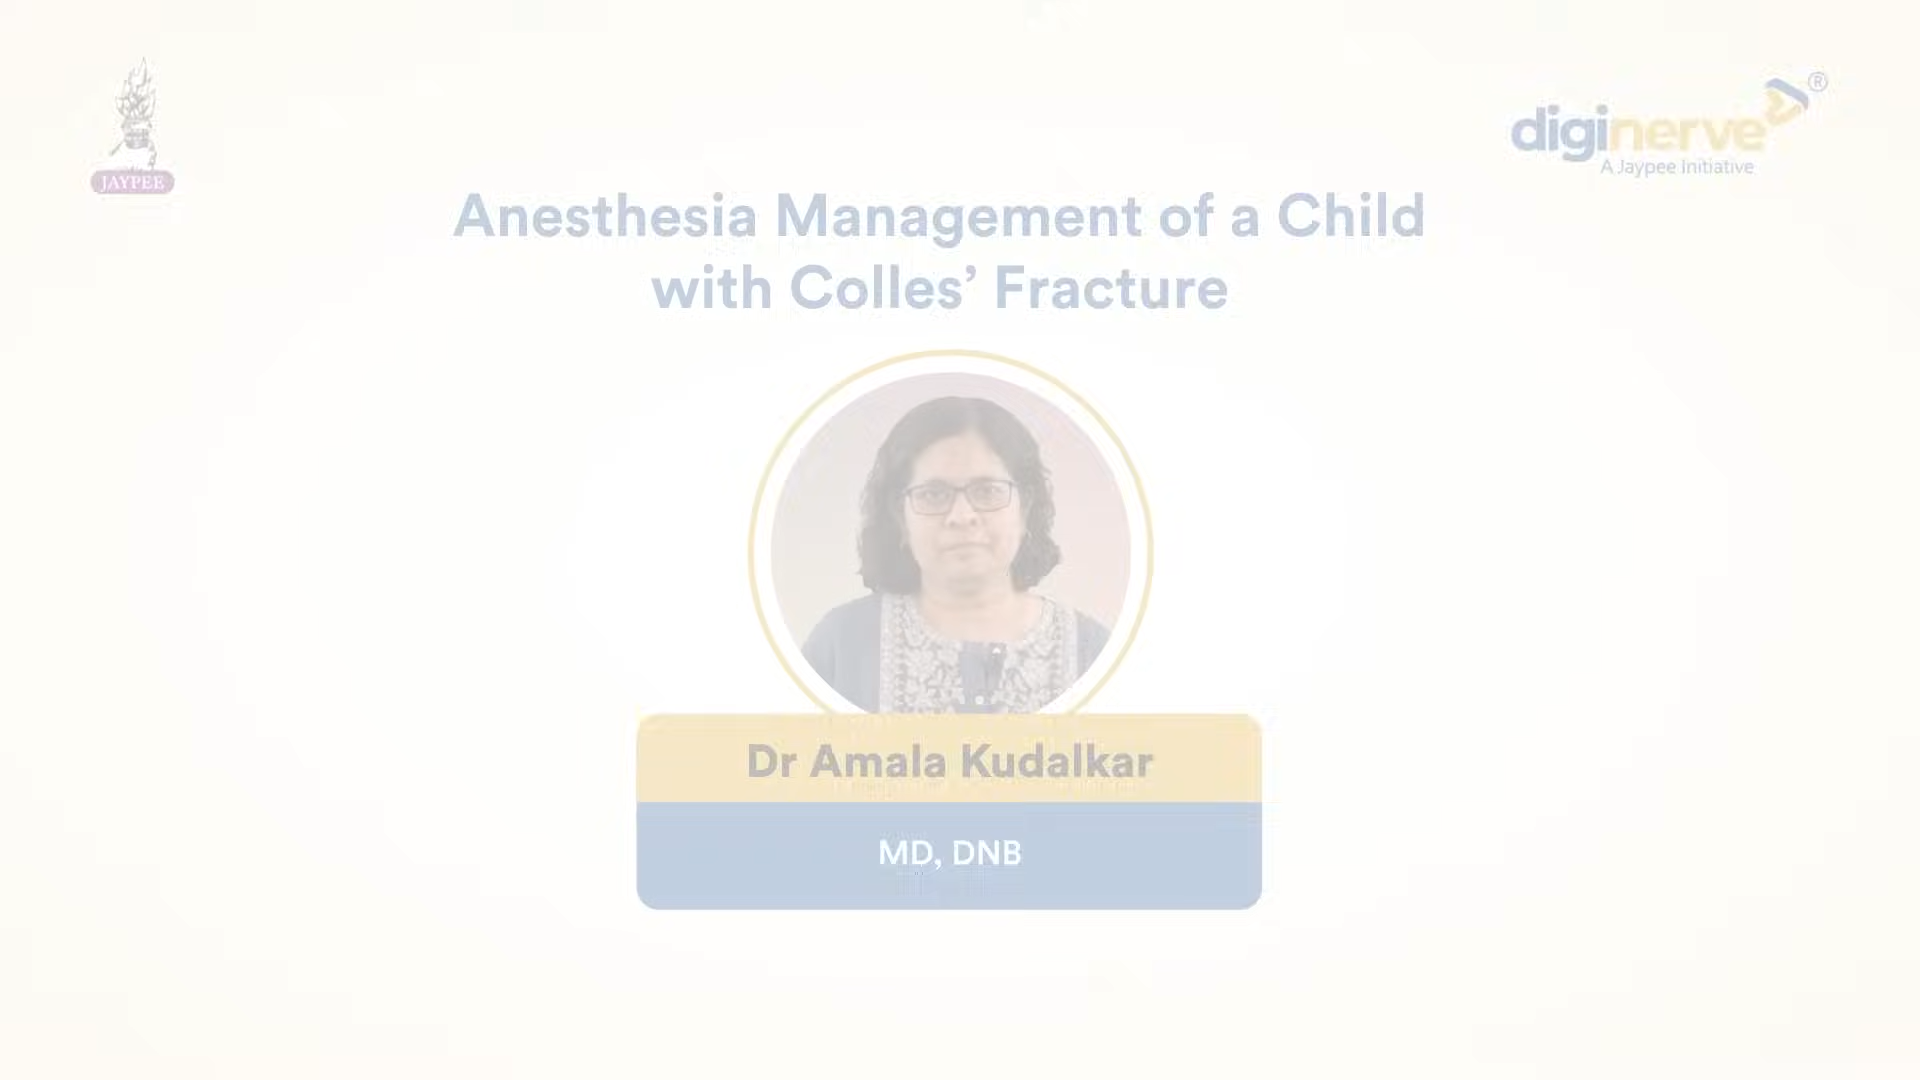 JAYPEE
diginerve®
A Jaypee Initiative
Anesthesia Management of a Child
with Colles’ Fracture
Dr Amala Kudalkar
MD, DNB